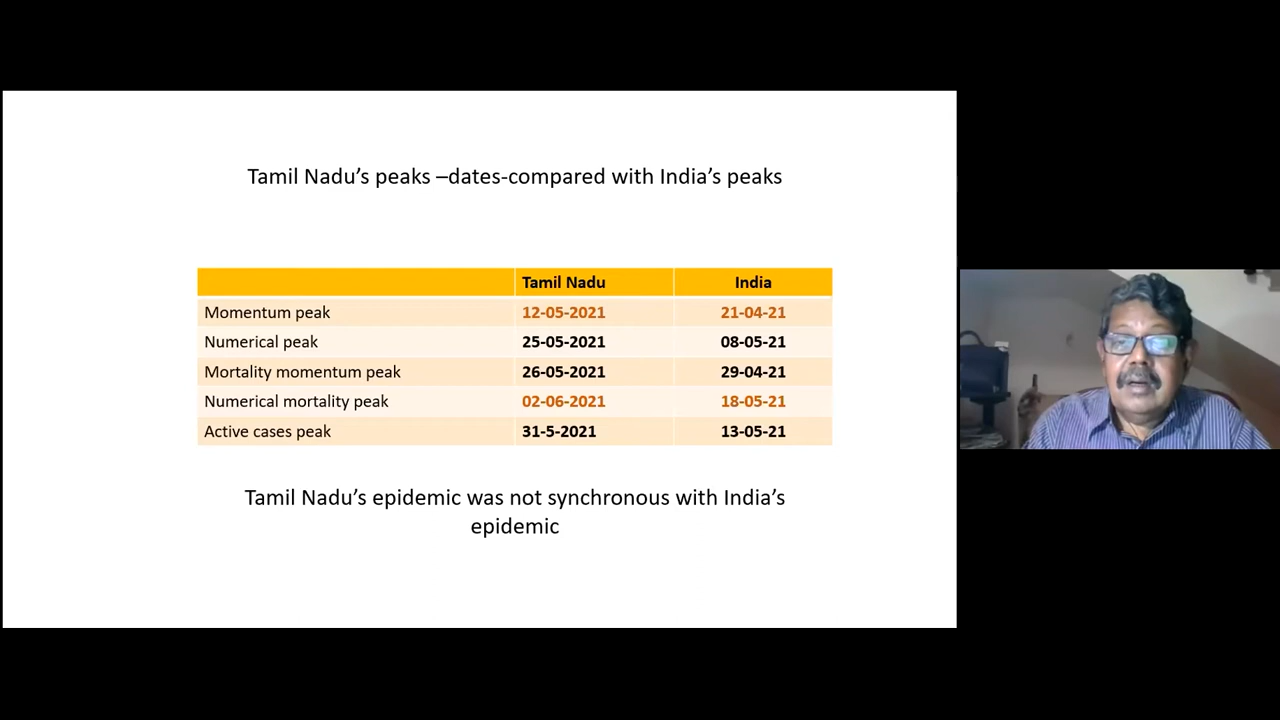 Tamil Nadu’s peaks –dates-compared with India’s peaks
Tamil Nadu India
Momentum peak 12-05-2021 21-04-21
Numerical peak 25-05-2021 08-05-21
Mortality momentum peak 26-05-2021 29-04-21
Numerical mortality peak 02-06-2021 18-05-21
Active cases peak 31-5-2021 13-05-21
Tamil Nadu’s epidemic was not synchronous with India’s
epidemic